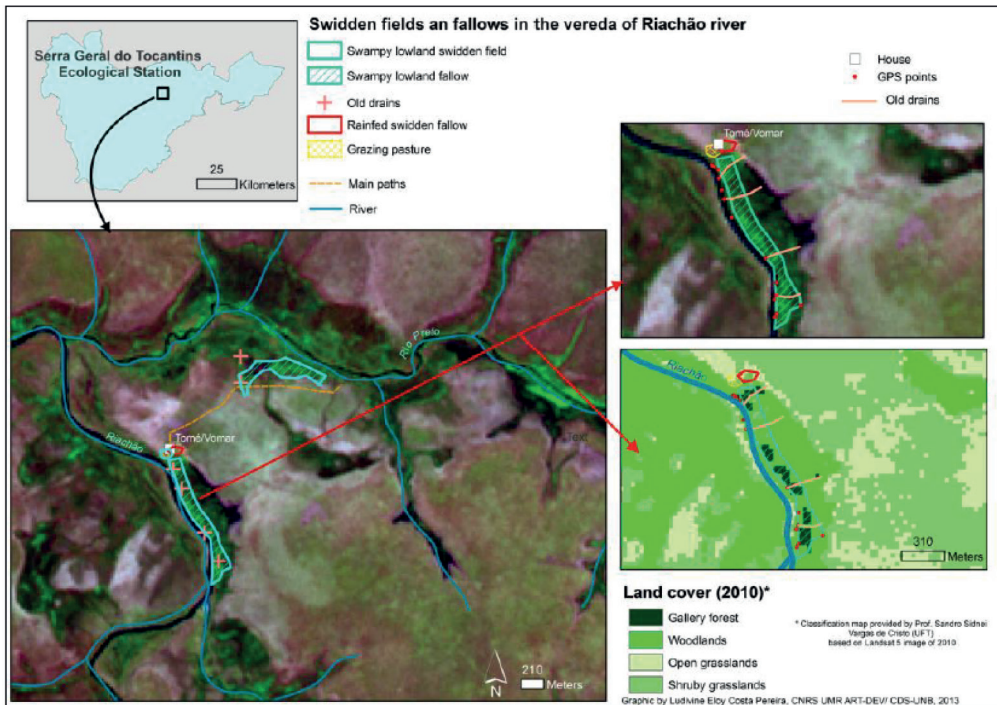 Swidden fields an fallows in the vereda of Riachão river
Serra Geral do Tocantins
Ecological Station
25
Kilometers
Swampy lowland swidden field
Swampy lowland fallow
Old drains
Rainfed swidden fallow
Grazing pasture
Main paths
River
House
GPS points
Old drains
Tomé/Vomar
Rio Preto
Riachão
Tomé/Vomar
Text
210
Meters
N
Riachão
310
Meters
Land cover (2010)*
Gallery forest
Woodlands
Open grasslands
Shruby grasslands
* Classification map provided by Prof. Sandro Sidnei
Vargas de Cristo (UFT)
based on Landsat 5 image of 2010
Graphic by Ludivine Eloy Costa Pereira, CNRS UMR ART-DEV/ CDS-UNB, 2013